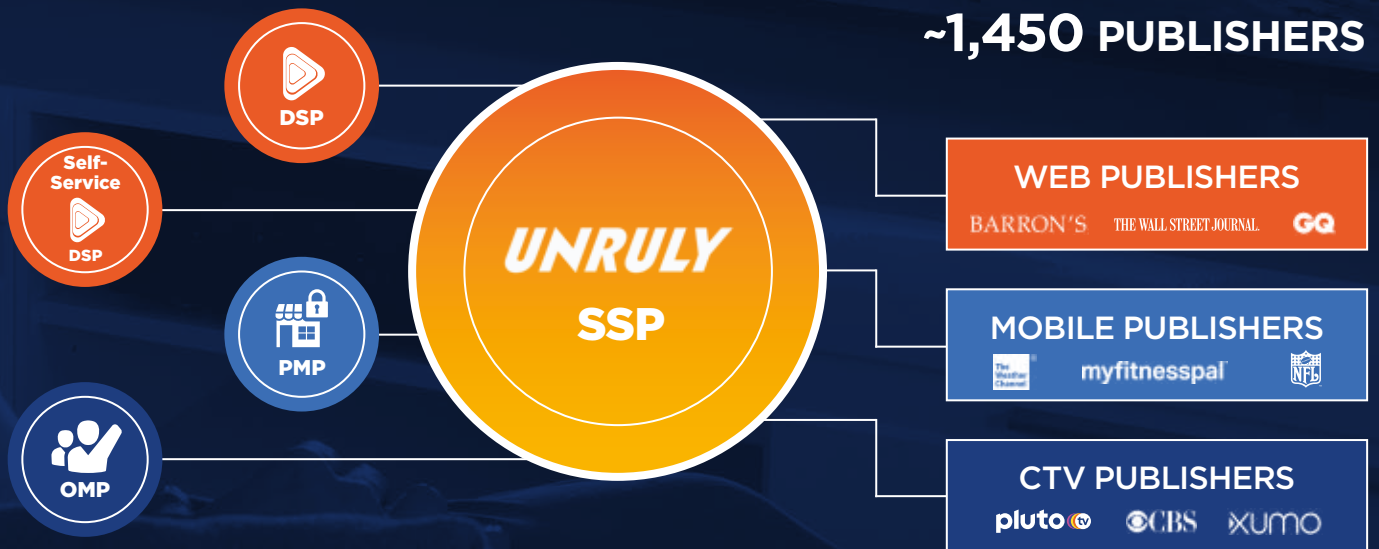 ~1,450 PUBLISHERS
DSP
Self-
Service
DSP
PMP
OMP
UNRULY
SSP
WEB PUBLISHERS
BARRON'S THE WALL STREET JOURNAL. GQ
MOBILE PUBLISHERS
The
Weather
Channel
myfitnesspal
NFL
CTV PUBLISHERS
pluto tv CBS XUMO